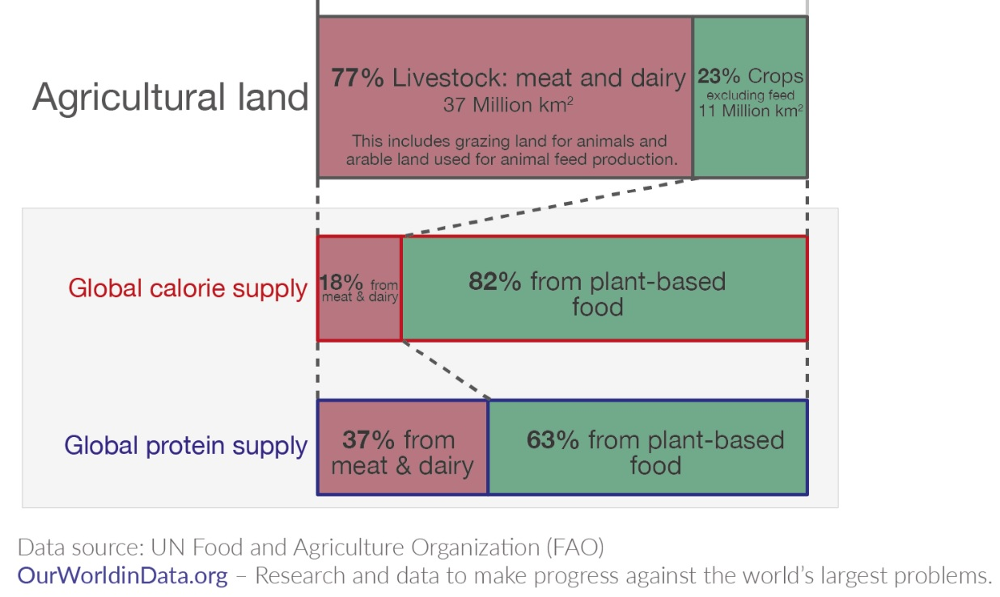 Agricultural land
77% Livestock: meat and dairy
37 Million km²
This includes grazing land for animals and
arable land used for animal feed production.
23% Crops
excluding feed
11 Million km²
Global calorie supply
18% from
meat & dairy
82% from plant-based
food
Global protein supply
37% from
meat & dairy
63% from plant-based
food
Data source: UN Food and Agriculture Organization (FAO)
OurWorldinData.org – Research and data to make progress against the world’s largest problems.